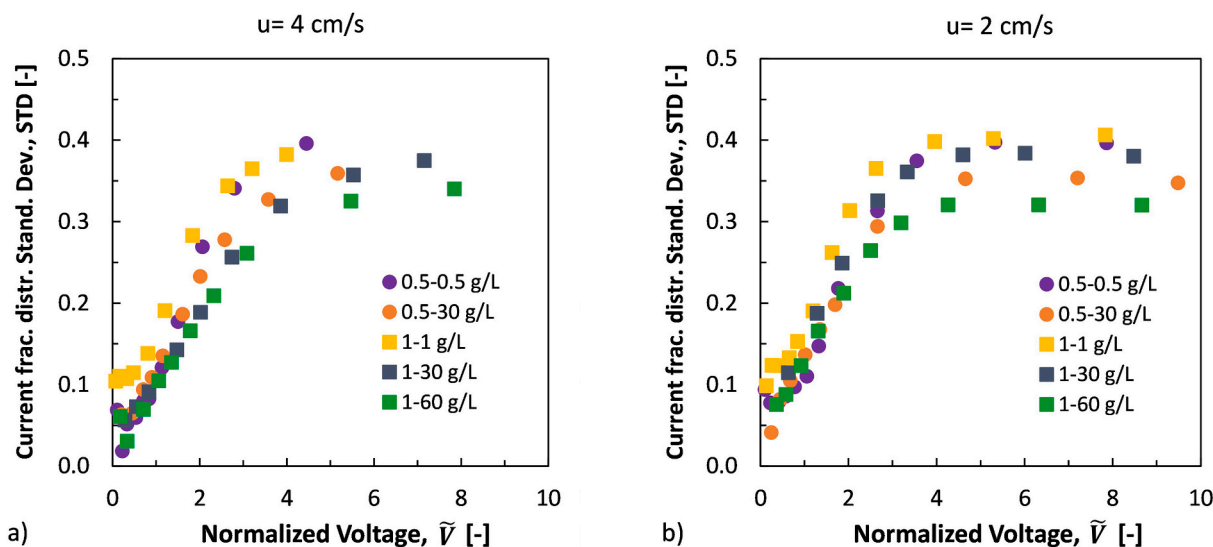 u= 4 cm/s
Current frac. distr. Stand. Dev., STD [-]
0.5
0.4
0.3
0.2
0.1
0.0
0.5-0.5 g/L
0.5-30 g/L
1-1 g/L
1-30 g/L
1-60 g/L
0 2 4 6 8 10
Normalized Voltage, Ṽ [-]
a)
u= 2 cm/s
Current frac. distr. Stand. Dev., STD [-]
0.5
0.4
0.3
0.2
0.1
0.0
0.5-0.5 g/L
0.5-30 g/L
1-1 g/L
1-30 g/L
1-60 g/L
0 2 4 6 8 10
Normalized Voltage, Ṽ [-]
b)